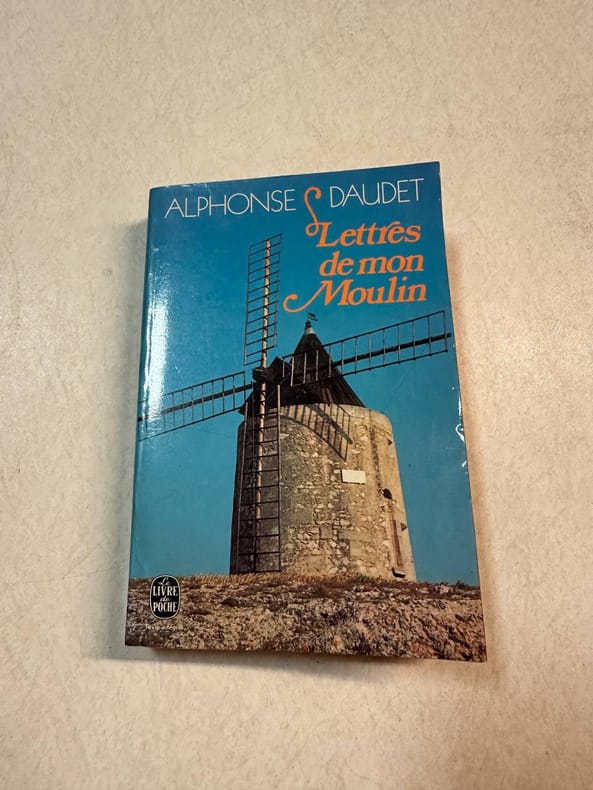 ALPHONSE DAUDET
Lettres
de mon
Moulin
Le
LIVRE
de
POCHE